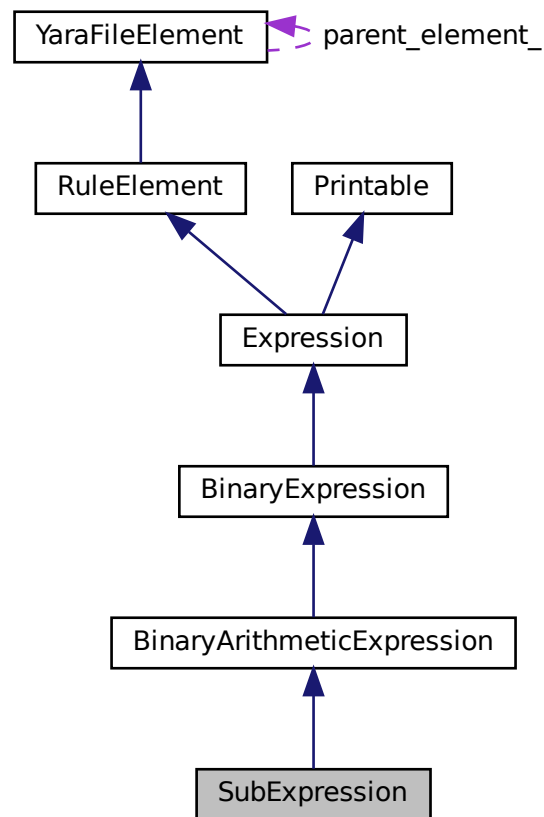 YaraFileElement
parent_element_
RuleElement
Printable
Expression
BinaryExpression
BinaryArithmeticExpression
SubExpression